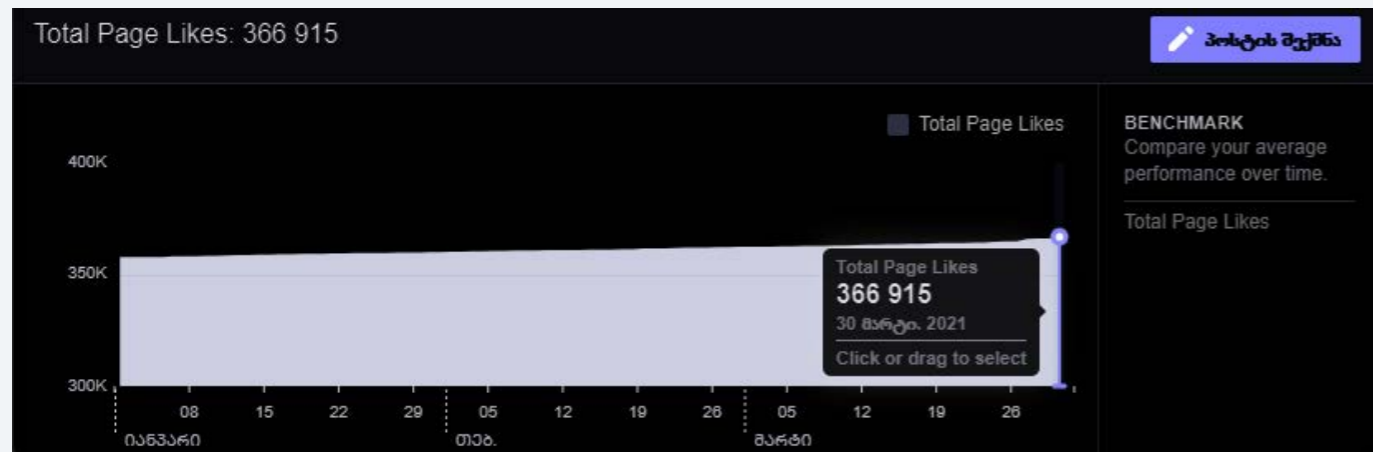 Total Page Likes: 366 915
პოსტის შექმნა
Total Page Likes
BENCHMARK
Compare your average
performance over time.
Total Page Likes
400K
350K
300K
Total Page Likes
366 915
30 მარტი. 2021
Click or drag to select
08 15 22 29 05 12 19 26 05 12 19 26
იანვარი თებ. მარტი